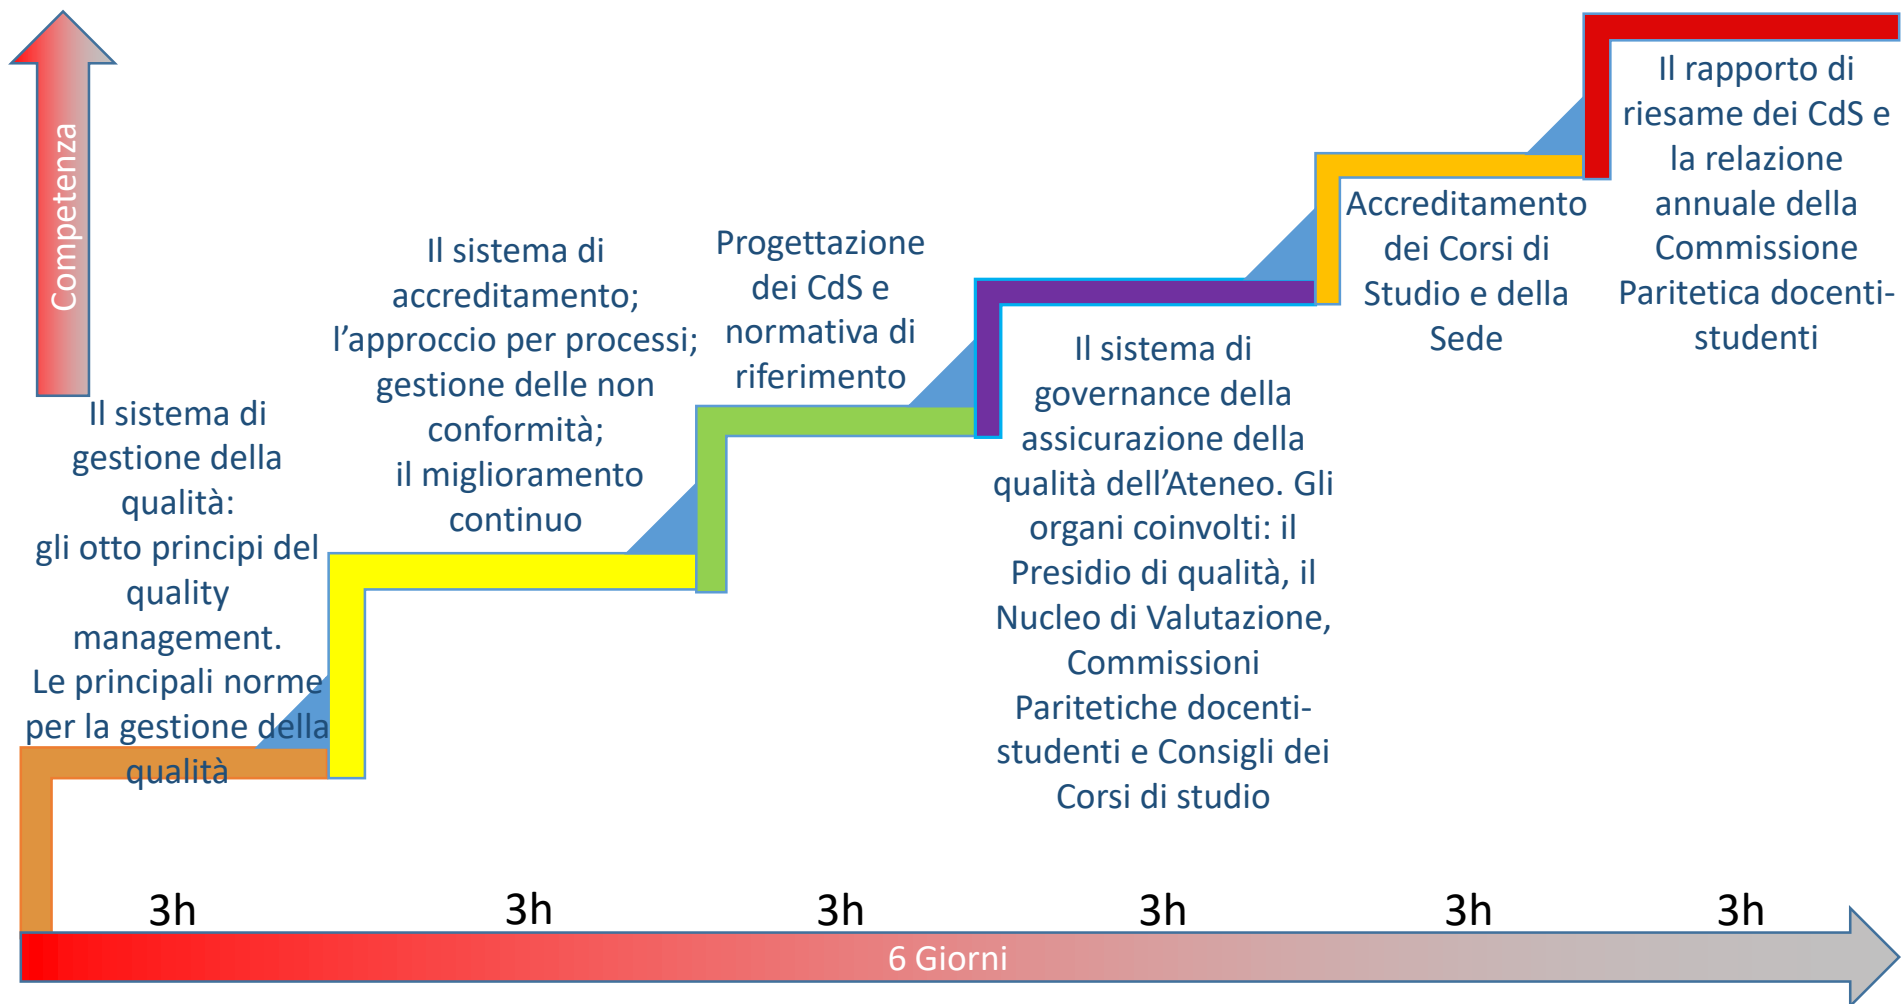 Competenza
Il sistema di
gestione della
qualità:
gli otto principi del
quality
management.
Le principali norme
per la gestione della
qualità
Il sistema di
accreditamento;
l’approccio per processi;
gestione delle non
conformità;
il miglioramento
continuo
Progettazione
dei CdS e
normativa di
riferimento
Il sistema di
governance della
assicurazione della
qualità dell’Ateneo. Gli
organi coinvolti: il
Presidio di qualità, il
Nucleo di Valutazione,
Commissioni
Paritetiche docenti-
studenti e Consigli dei
Corsi di studio
Accreditamento
dei Corsi di
Studio e della
Sede
Il rapporto di
riesame dei CdS e
la relazione
annuale della
Commissione
Paritetica docenti-
studenti
3h
3h
3h
3h
3h
3h
6 Giorni